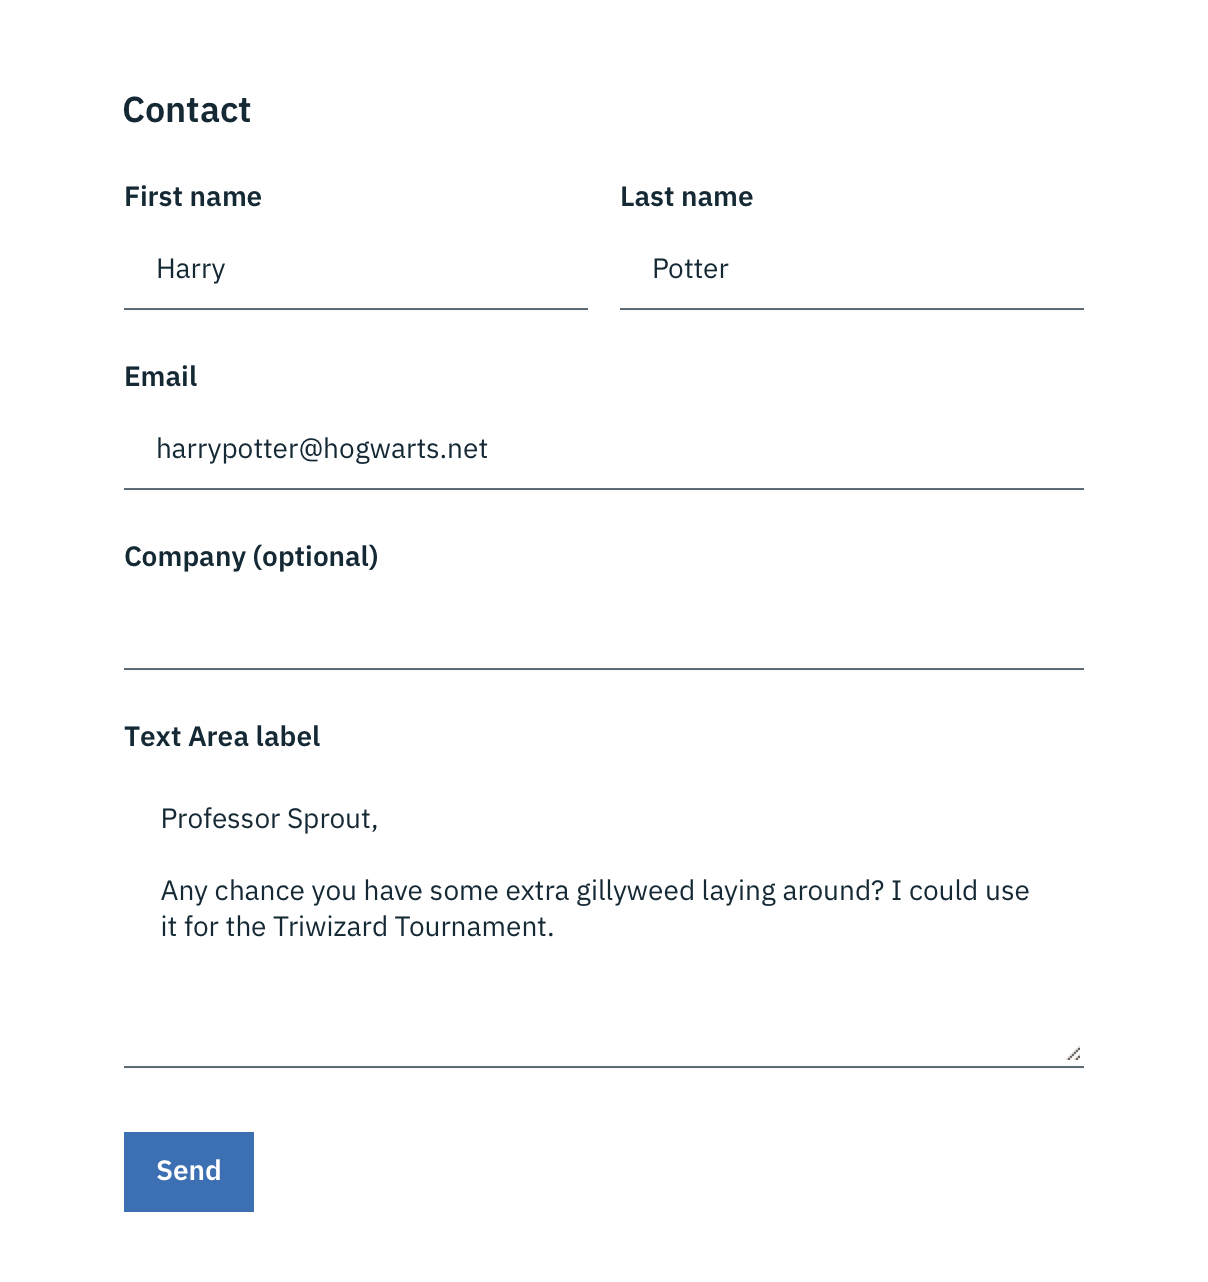 Contact
First name
Last name
Harry
Potter
Email
harrypotter@hogwarts.net
Company (optional)
Text Area label
Professor Sprout,
Any chance you have some extra gillyweed laying around? I could use
it for the Triwizard Tournament.
Send